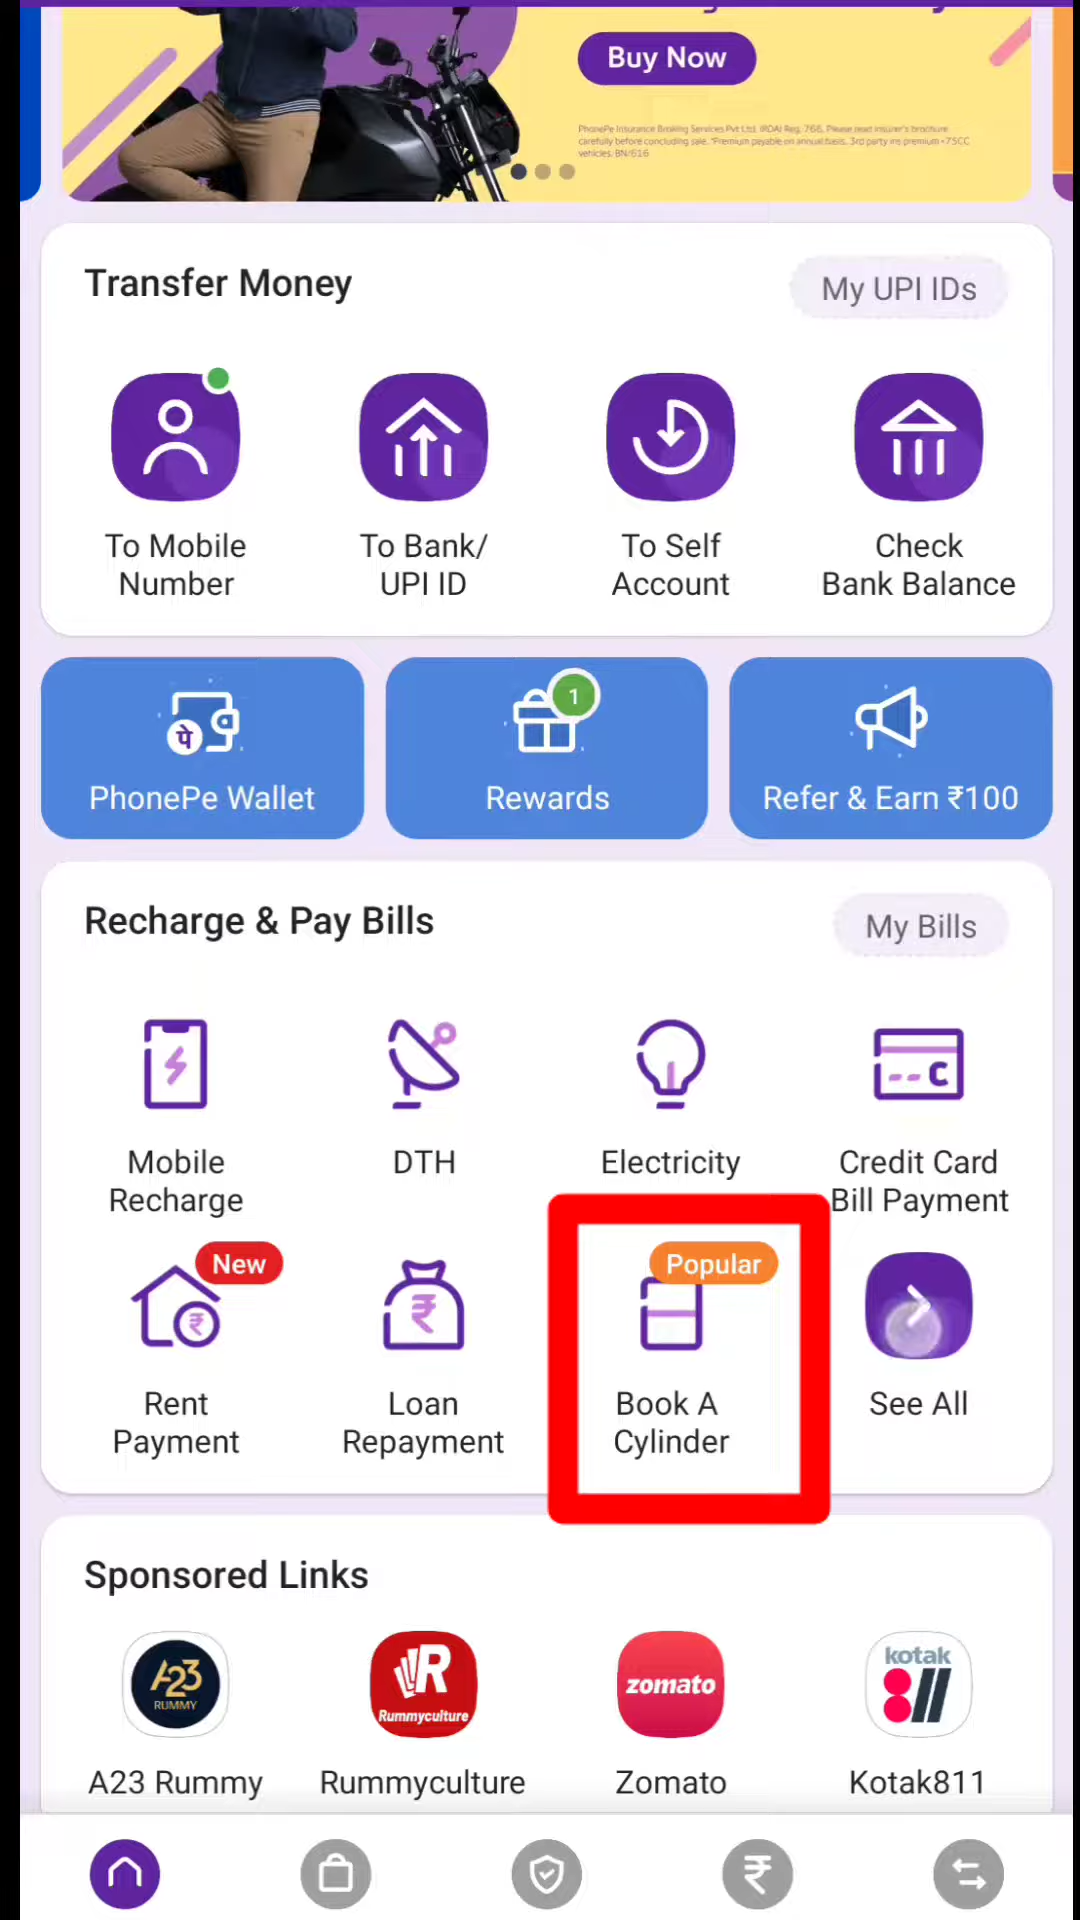 Buy Now
PhonePe Insurance Broking Services Pvt Ltd. IRDAI Reg. 766. Please read insurer's brochure
carefully before concluding sale. *Premium payable on annual basis. 3rd party ins premium <75CC
vehicles. BN/616
Transfer Money
My UPI IDs
To Mobile
Number
To Bank/
UPI ID
To Self
Account
Check
Bank Balance
पे
1
PhonePe Wallet
Rewards
Refer & Earn ₹100
Recharge & Pay Bills
My Bills
Mobile
Recharge
DTH
Electricity
Credit Card
Bill Payment
New
Rent
Payment
Loan
Repayment
Popular
Book A
Cylinder
See All
Sponsored Links
A23
RUMMY
R
Rummyculture
zomato
kotak
811
A23 Rummy
Rummyculture
Zomato
Kotak811